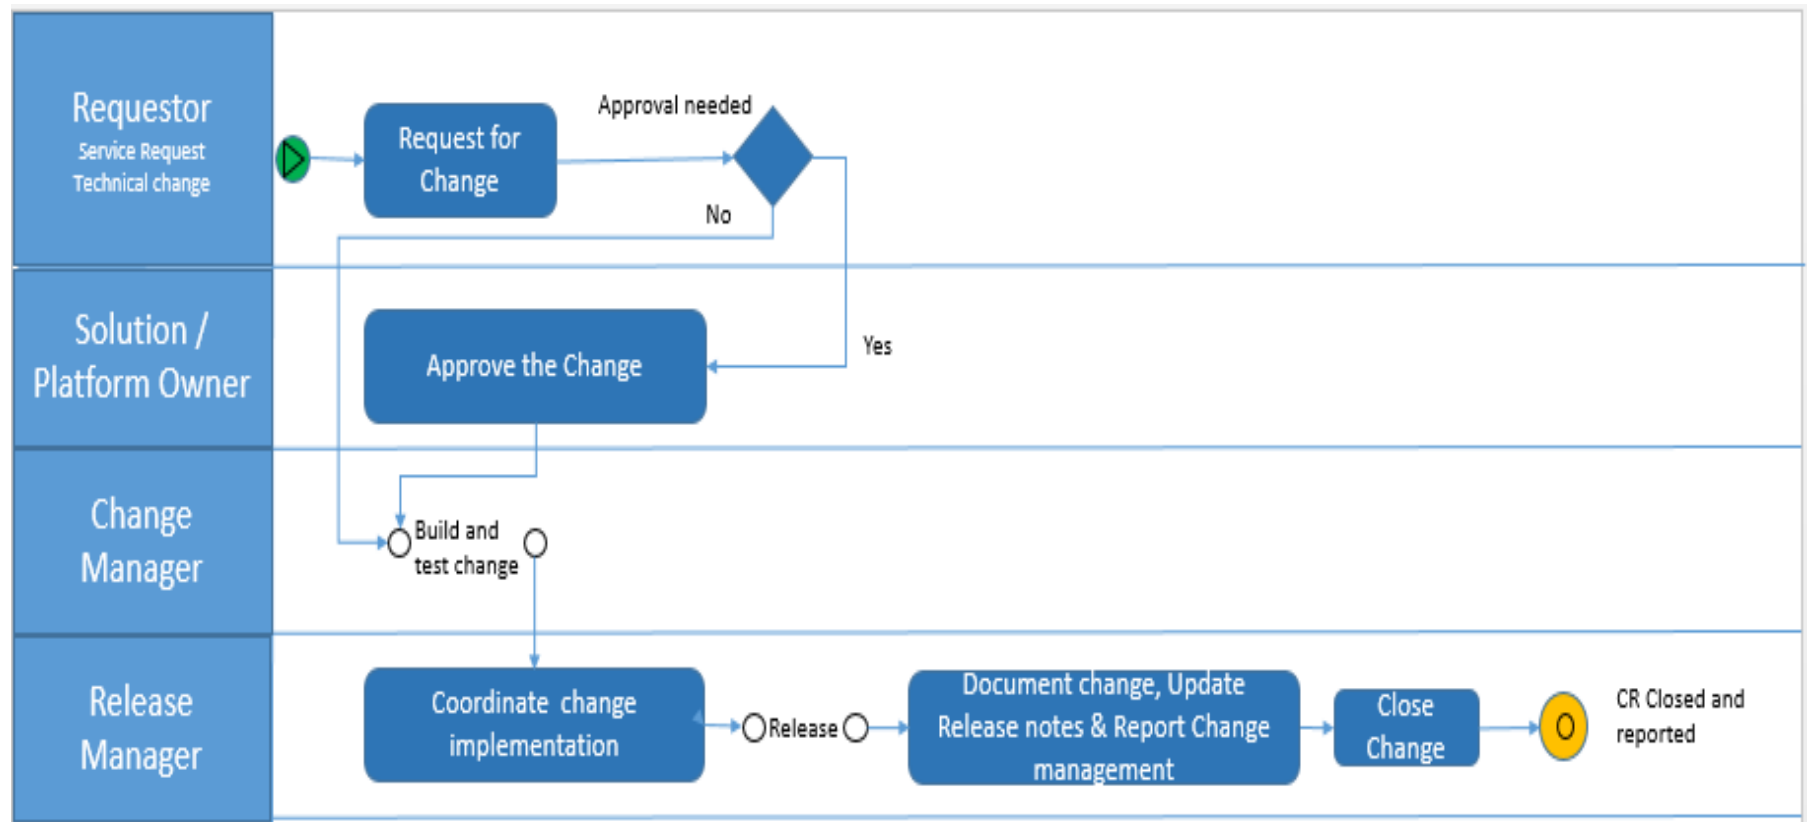 Requestor
Service Request
Technical change
Request for
Change
Approval needed
No
Solution /
Platform Owner
Approve the Change
Yes
Change
Manager
Build and
test change
Release
Manager
Coordinate change
implementation
Release
Document change, Update
Release notes & Report Change
management
Close
Change
CR Closed and
reported